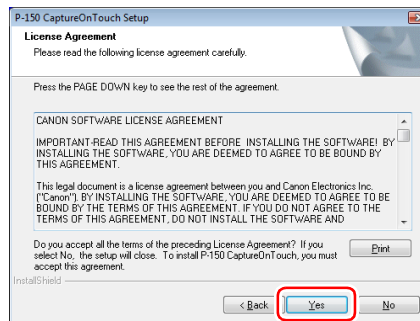 P-150 CaptureOnTouch Setup
License Agreement
Please read the following license agreement carefully.
Press the PAGE DOWN key to see the rest of the agreement.
CANON SOFTWARE LICENSE AGREEMENT
IMPORTANT-READ THIS AGREEMENT BEFORE INSTALLING THE SOFTWARE! BY
INSTALLING THE SOFTWARE, YOU ARE DEEMED TO AGREE TO BE BOUND BY
THIS AGREEMENT.
This legal document is a license agreement between you and Canon Electronics Inc.
("Canon"). BY INSTALLING THE SOFTWARE, YOU ARE DEEMED TO AGREE TO BE
BOUND BY THE TERMS OF THIS AGREEMENT. IF YOU DO NOT AGREE TO THE
TERMS OF THIS AGREEMENT, DO NOT INSTALL THE SOFTWARE AND
Do you accept all the terms of the preceding License Agreement? If you
select No, the setup will close. To install P-150 CaptureOnTouch, you must
accept this agreement.
Print
InstallShield
< Back
Yes
No